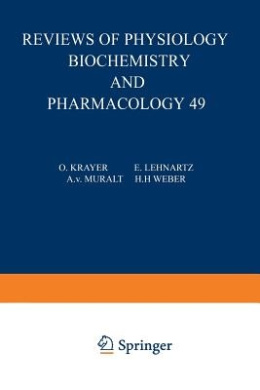 REVIEWS OF PHYSIOLOGY
BIOCHEMISTRY
AND
PHARMACOLOGY 49
O. KRAYER E. LEHNARTZ
A.v. MURALT H.H WEBER
Springer